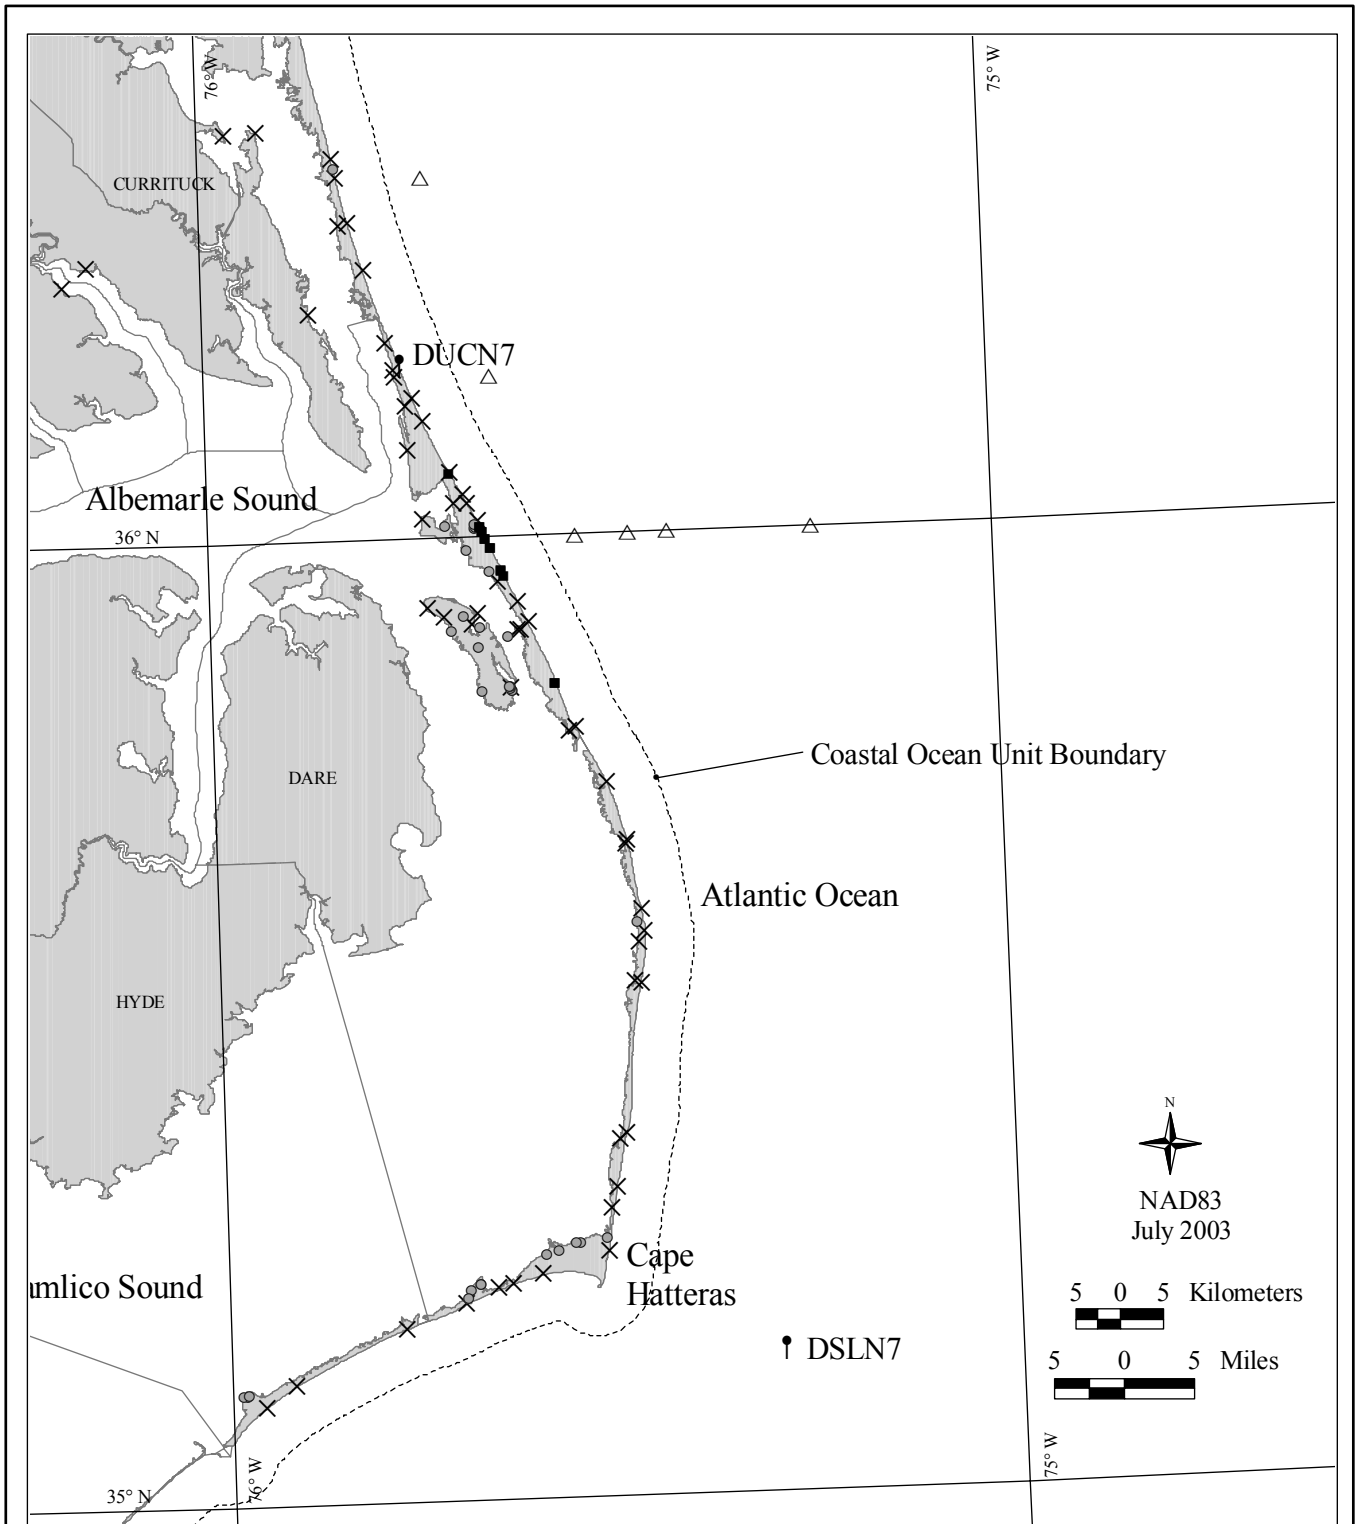 76° W
75° W
CURRITUCK
DUCN7
Albemarle Sound
36° N
Coastal Ocean Unit Boundary
DARE
Atlantic Ocean
HYDE
N
NAD83
July 2003
Cape
Hatteras
amlico Sound
5 0 5 Kilometers
DSLN7
5 0 5 Miles
75° W
76° W
35° N